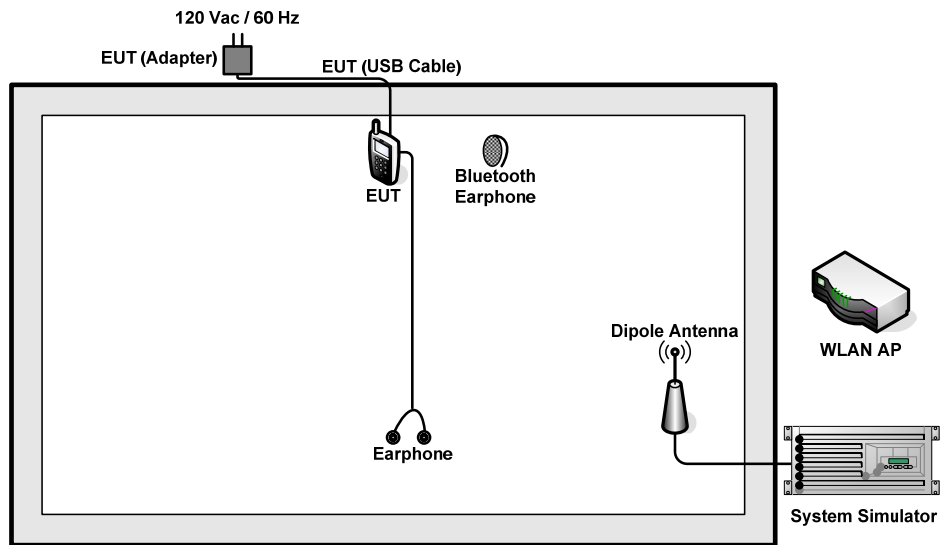 120 Vac / 60 Hz
EUT (Adapter)
EUT (USB Cable)
EUT
Bluetooth
Earphone
Dipole Antenna
WLAN AP
Earphone
System Simulator